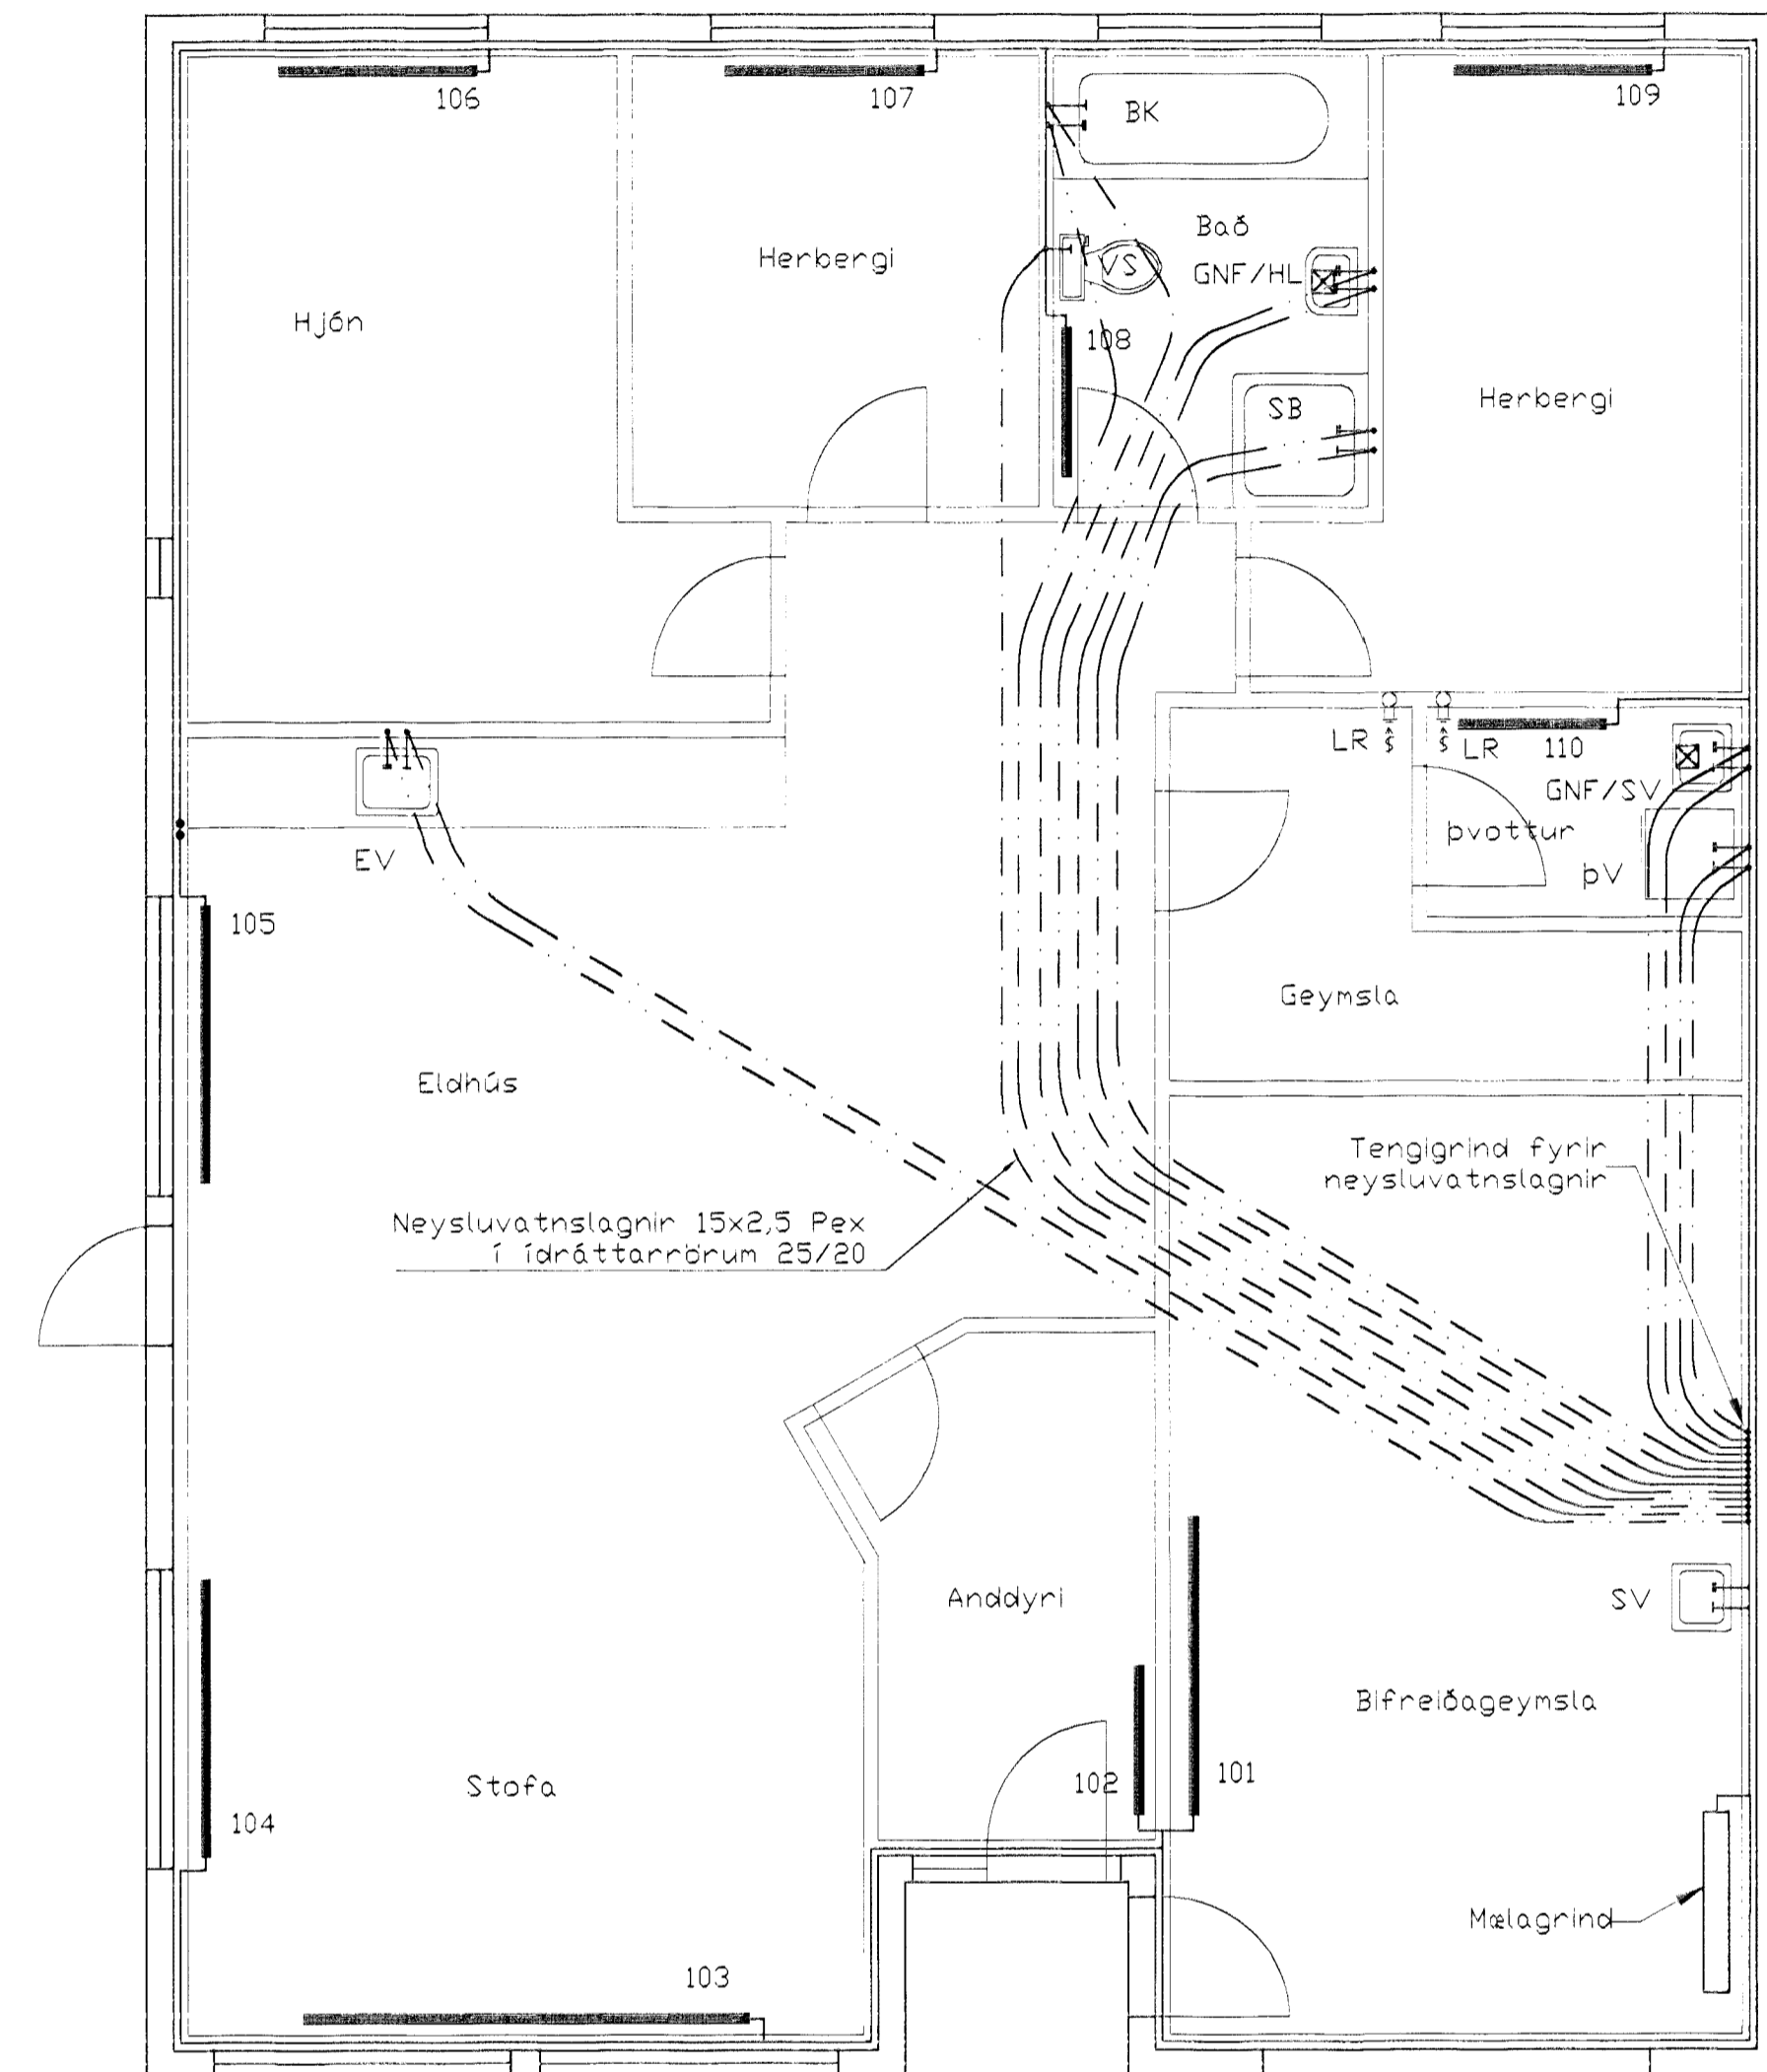 106
107
109
BK
Bað
Herbergi
VS
GNF/HL
Hjón
108
SB
Herbergi
LR
$
$
LR
110
GNF/SV
þvottur
EV
þV
105
Geymsla
Eldhús
Tengigrind fyrir
neysluvatnslagnir
Neysluvatnslagnir 15x2,5 Pex
í ídráttarrörum 25/20
Anddyri
SV
Bifreiðageymsla
102
101
Stofa
104
Mælagrind
103